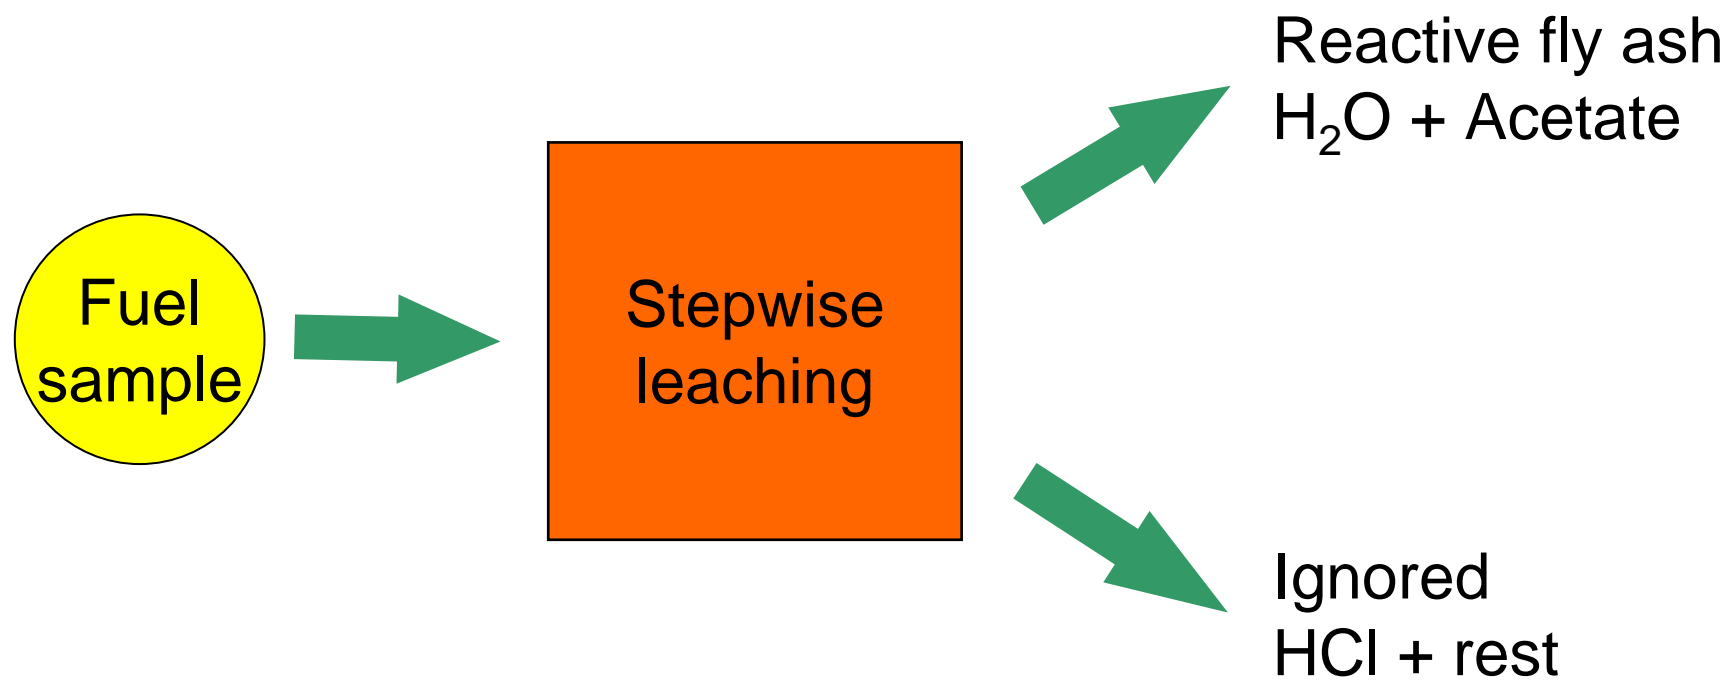 Fuel
sample
Stepwise
leaching
Reactive fly ash
H₂O + Acetate
Ignored
HCl + rest